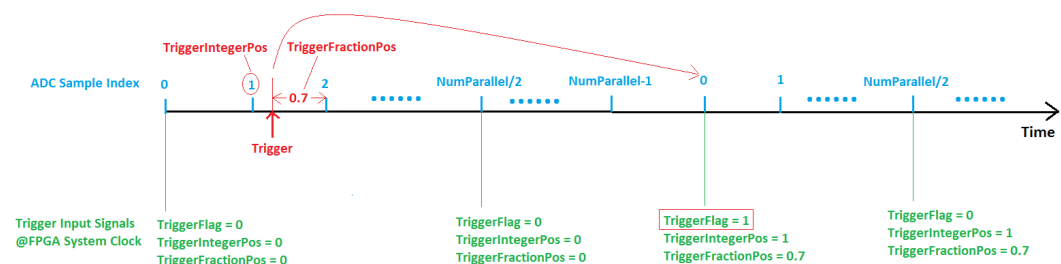 TriggerIntegerPos TriggerFractionPos
ADC Sample Index 0 1 2 NumParallel/2 NumParallel-1 0 1 NumParallel/2
0.7
Time
Trigger
Trigger Input Signals
@FPGA System Clock
TriggerFlag = 0
TriggerIntegerPos = 0
TriggerFractionPos = 0
TriggerFlag = 0
TriggerIntegerPos = 0
TriggerFractionPos = 0
TriggerFlag = 1
TriggerIntegerPos = 1
TriggerFractionPos = 0.7
TriggerFlag = 0
TriggerIntegerPos = 1
TriggerFractionPos = 0.7